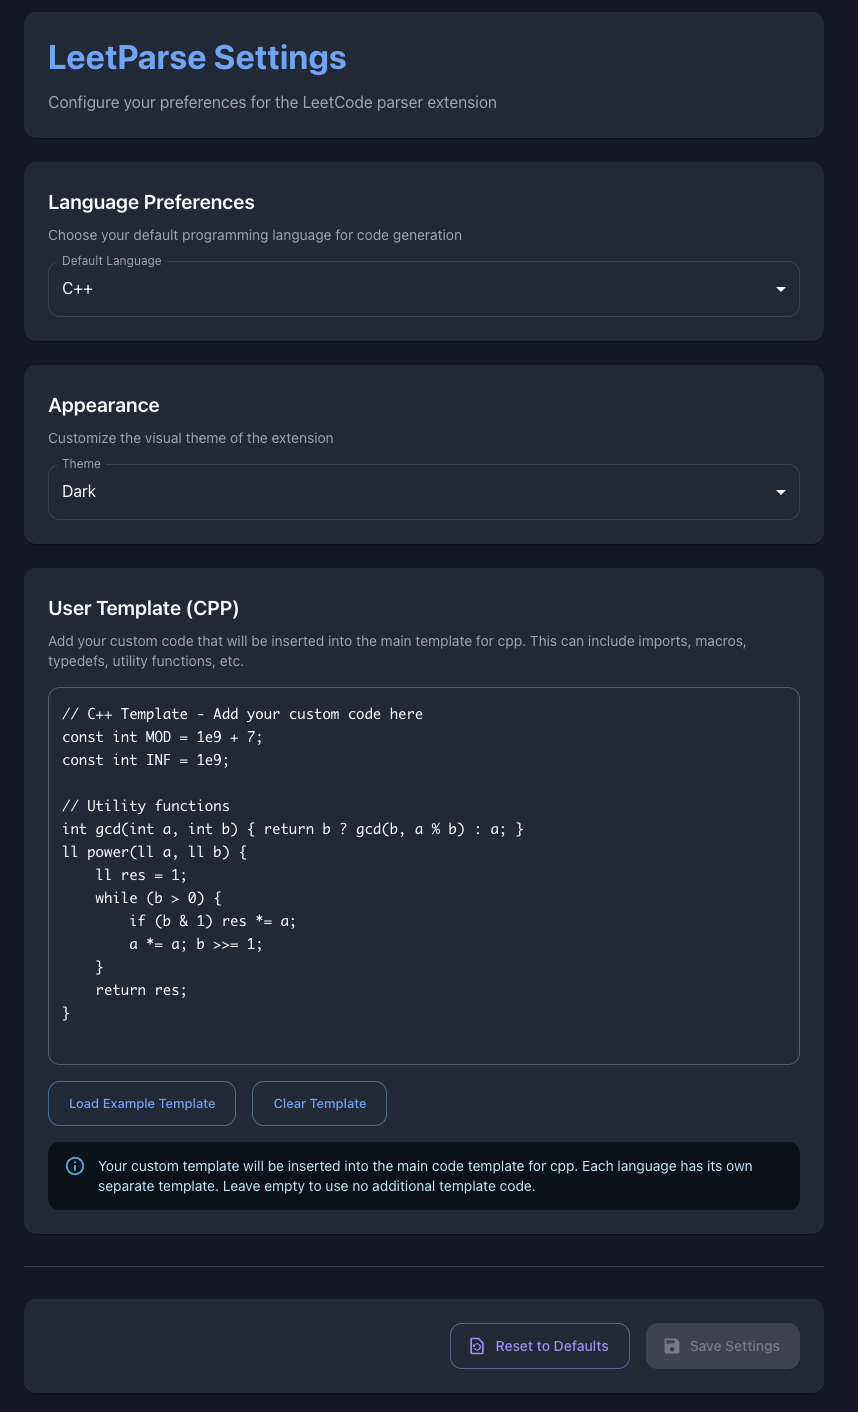 LeetParse Settings
Configure your preferences for the LeetCode parser extension
Language Preferences
Choose your default programming language for code generation
Default Language
C++
Appearance
Customize the visual theme of the extension
Theme
Dark
User Template (CPP)
Add your custom code that will be inserted into the main template for cpp. This can include imports, macros,
typedefs, utility functions, etc.
// C++ Template - Add your custom code here
const int MOD = 1e9 + 7;
const int INF = 1e9;

// Utility functions
int gcd(int a, int b) { return b ? gcd(b, a % b) : a; }
ll power(ll a, ll b) {
    ll res = 1;
    while (b > 0) {
        if (b & 1) res *= a;
        a *= a; b >>= 1;
    }
    return res;
}
Load Example Template
Clear Template
Your custom template will be inserted into the main code template for cpp. Each language has its own
separate template. Leave empty to use no additional template code.
Reset to Defaults
Save Settings